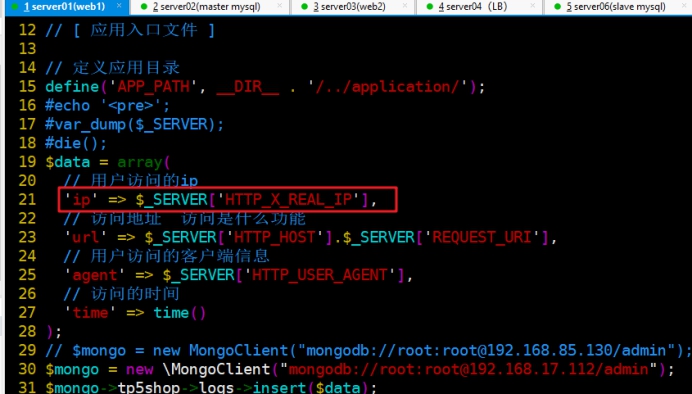 1 server01(web1) × 2 server02(master mysql) × 3 server03(web2) × 4 server04 (LB) × 5 server06(slave mysql) ×
12 // [ 应用入口文件 ]
13
14 // 定义应用目录
15 define('APP_PATH', __DIR__ . '/../application/');
16 #echo '<pre>';
17 #var_dump($_SERVER);
18 #die();
19 $data = array(
20 // 用户访问的ip
21 'ip' => $_SERVER['HTTP_X_REAL_IP'],
22 // 访问地址 访问是什么功能
23 'url' => $_SERVER['HTTP_HOST'].$_SERVER['REQUEST_URI'],
24 // 用户访问的客户端信息
25 'agent' => $_SERVER['HTTP_USER_AGENT'],
26 // 访问的时间
27 'time' => time()
28 );
29 // $mongo = new MongoClient("mongodb://root:root@192.168.85.130/admin");
30 $mongo = new \MongoClient("mongodb://root:root@192.168.17.112/admin");
31 $mongo->tp5shop->logs->insert($data);